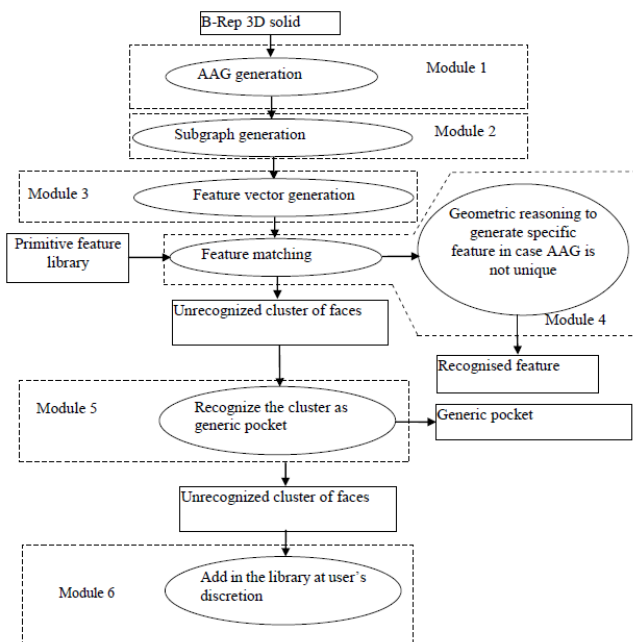 B-Rep 3D solid
AAG generation
Module 1
Subgraph generation
Module 2
Module 3
Feature vector generation
Primitive feature
library
Feature matching
Geometric reasoning to
generate specific
feature in case AAG is
not unique
Module 4
Unrecognized cluster of faces
Recognised feature
Module 5
Recognize the cluster as
generic pocket
Generic pocket
Unrecognized cluster of faces
Module 6
Add in the library at user's
discretion